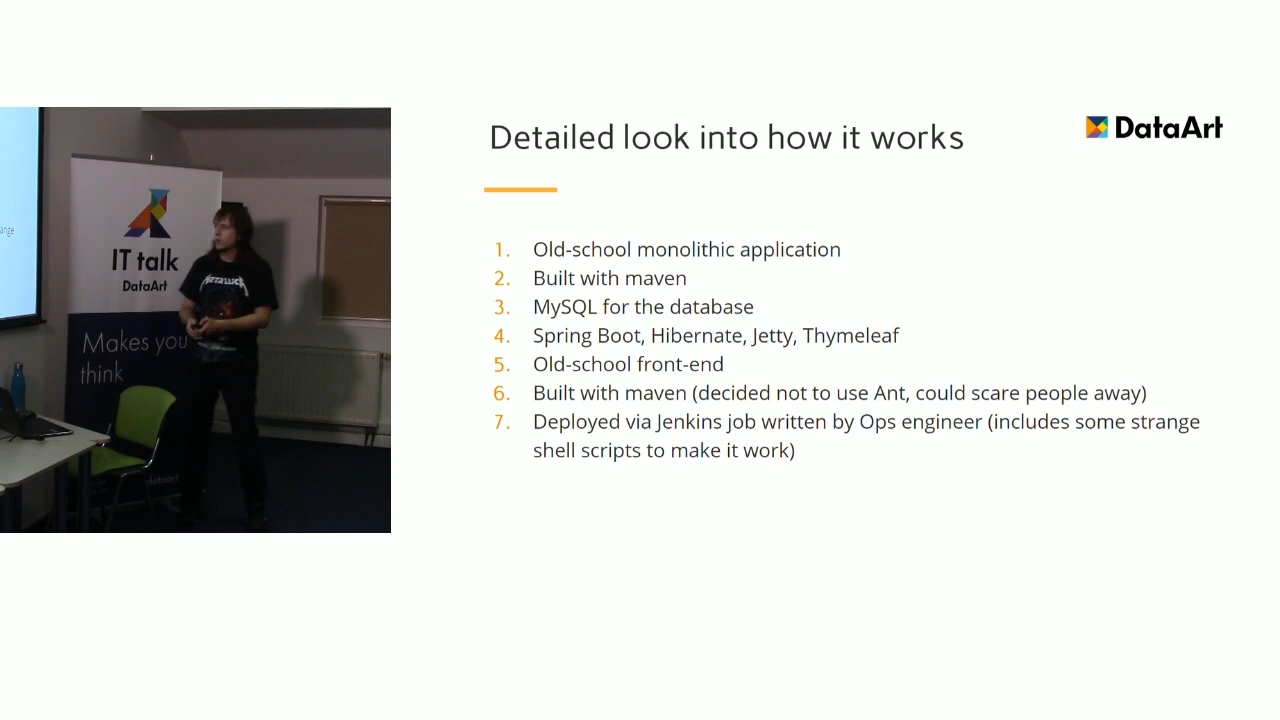 Detailed look into how it works
DataArt
1. Old-school monolithic application
2. Built with maven
3. MySQL for the database
4. Spring Boot, Hibernate, Jetty, Thymeleaf
5. Old-school front-end
6. Built with maven (decided not to use Ant, could scare people away)
7. Deployed via Jenkins job written by Ops engineer (includes some strange
shell scripts to make it work)
IT talk
DataArt
Makes you
think
METALLICA
dataart